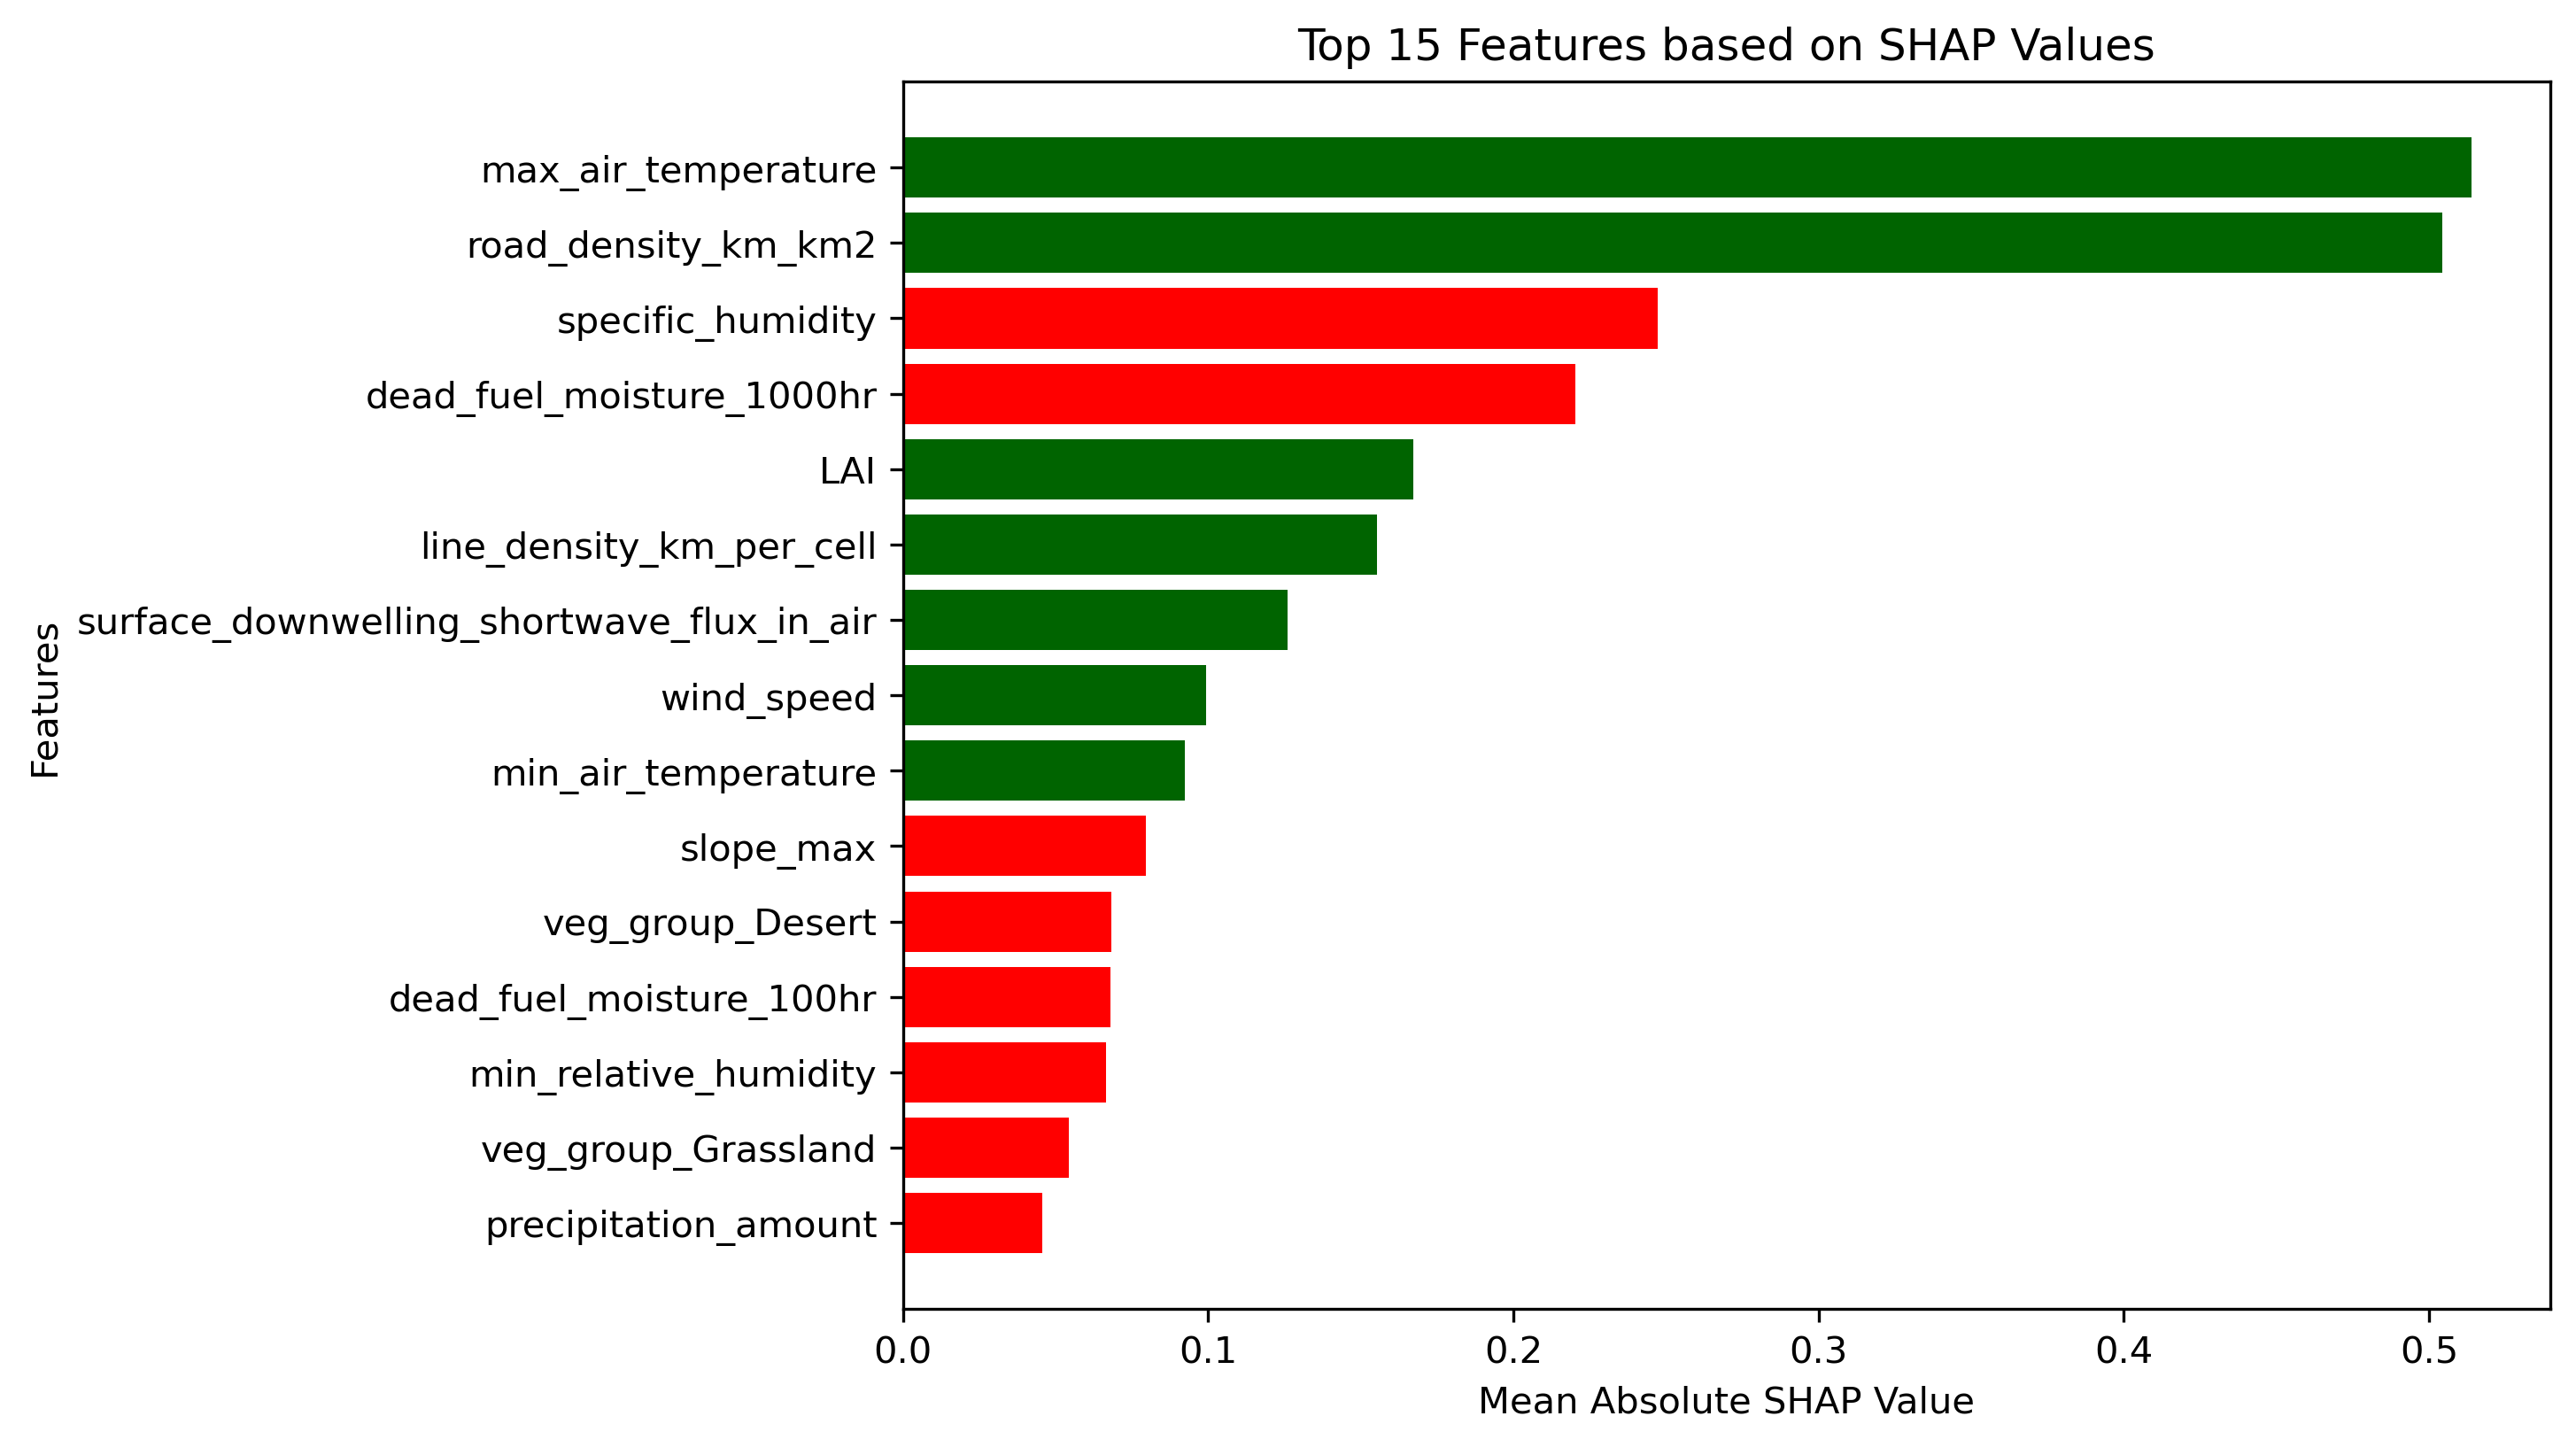 Top 15 Features based on SHAP Values
max_air_temperature
road_density_km_km2
specific_humidity
dead_fuel_moisture_1000hr
LAI
line_density_km_per_cell
surface_downwelling_shortwave_flux_in_air
wind_speed
min_air_temperature
slope_max
veg_group_Desert
dead_fuel_moisture_100hr
min_relative_humidity
veg_group_Grassland
precipitation_amount
Features
0.0 0.1 0.2 0.3 0.4 0.5
Mean Absolute SHAP Value